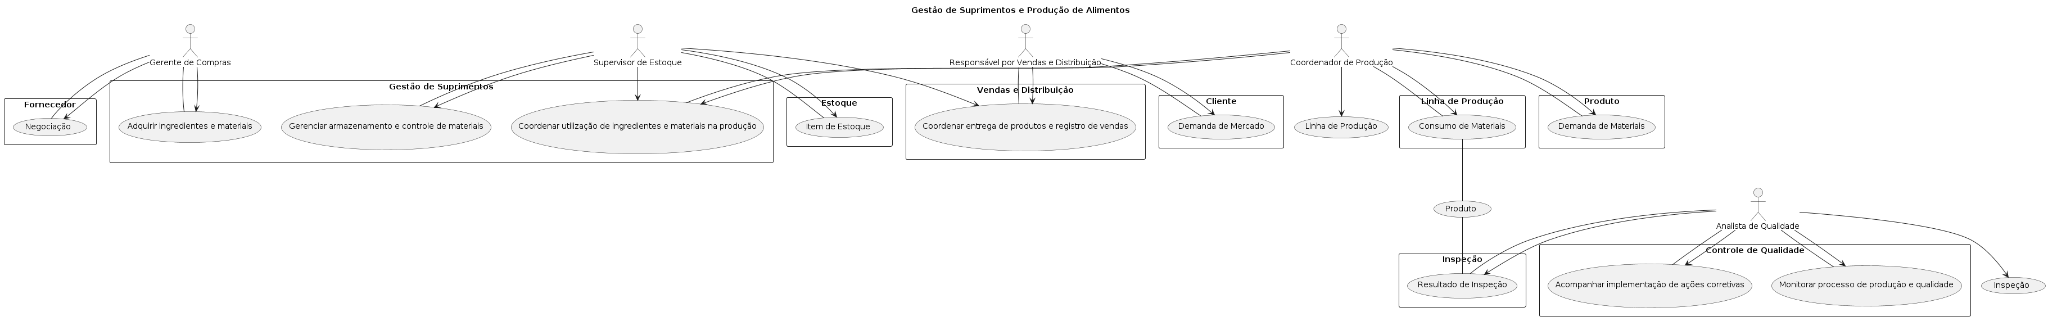 Gestão de Suprimentos e Produção de Alimentos
Gerente de Compras
Supervisor de Estoque
Responsável por Vendas e Distribuição
Coordenador de Produção
Fornecedor
Negociação
Gestão de Suprimentos
Adquirir ingredientes e materiais
Gerenciar armazenamento e controle de materiais
Coordenar utilização de ingredientes e materiais na produção
Estoque
Item de Estoque
Vendas e Distribuição
Coordenar entrega de produtos e registro de vendas
Cliente
Demanda de Mercado
Linha de Produção
Linha de Produção
Consumo de Materiais
Produto
Demanda de Materiais
Produto
Analista de Qualidade
Inspeção
Resultado de Inspeção
Controle de Qualidade
Acompanhar implementação de ações corretivas
Monitorar processo de produção e qualidade
Inspeção